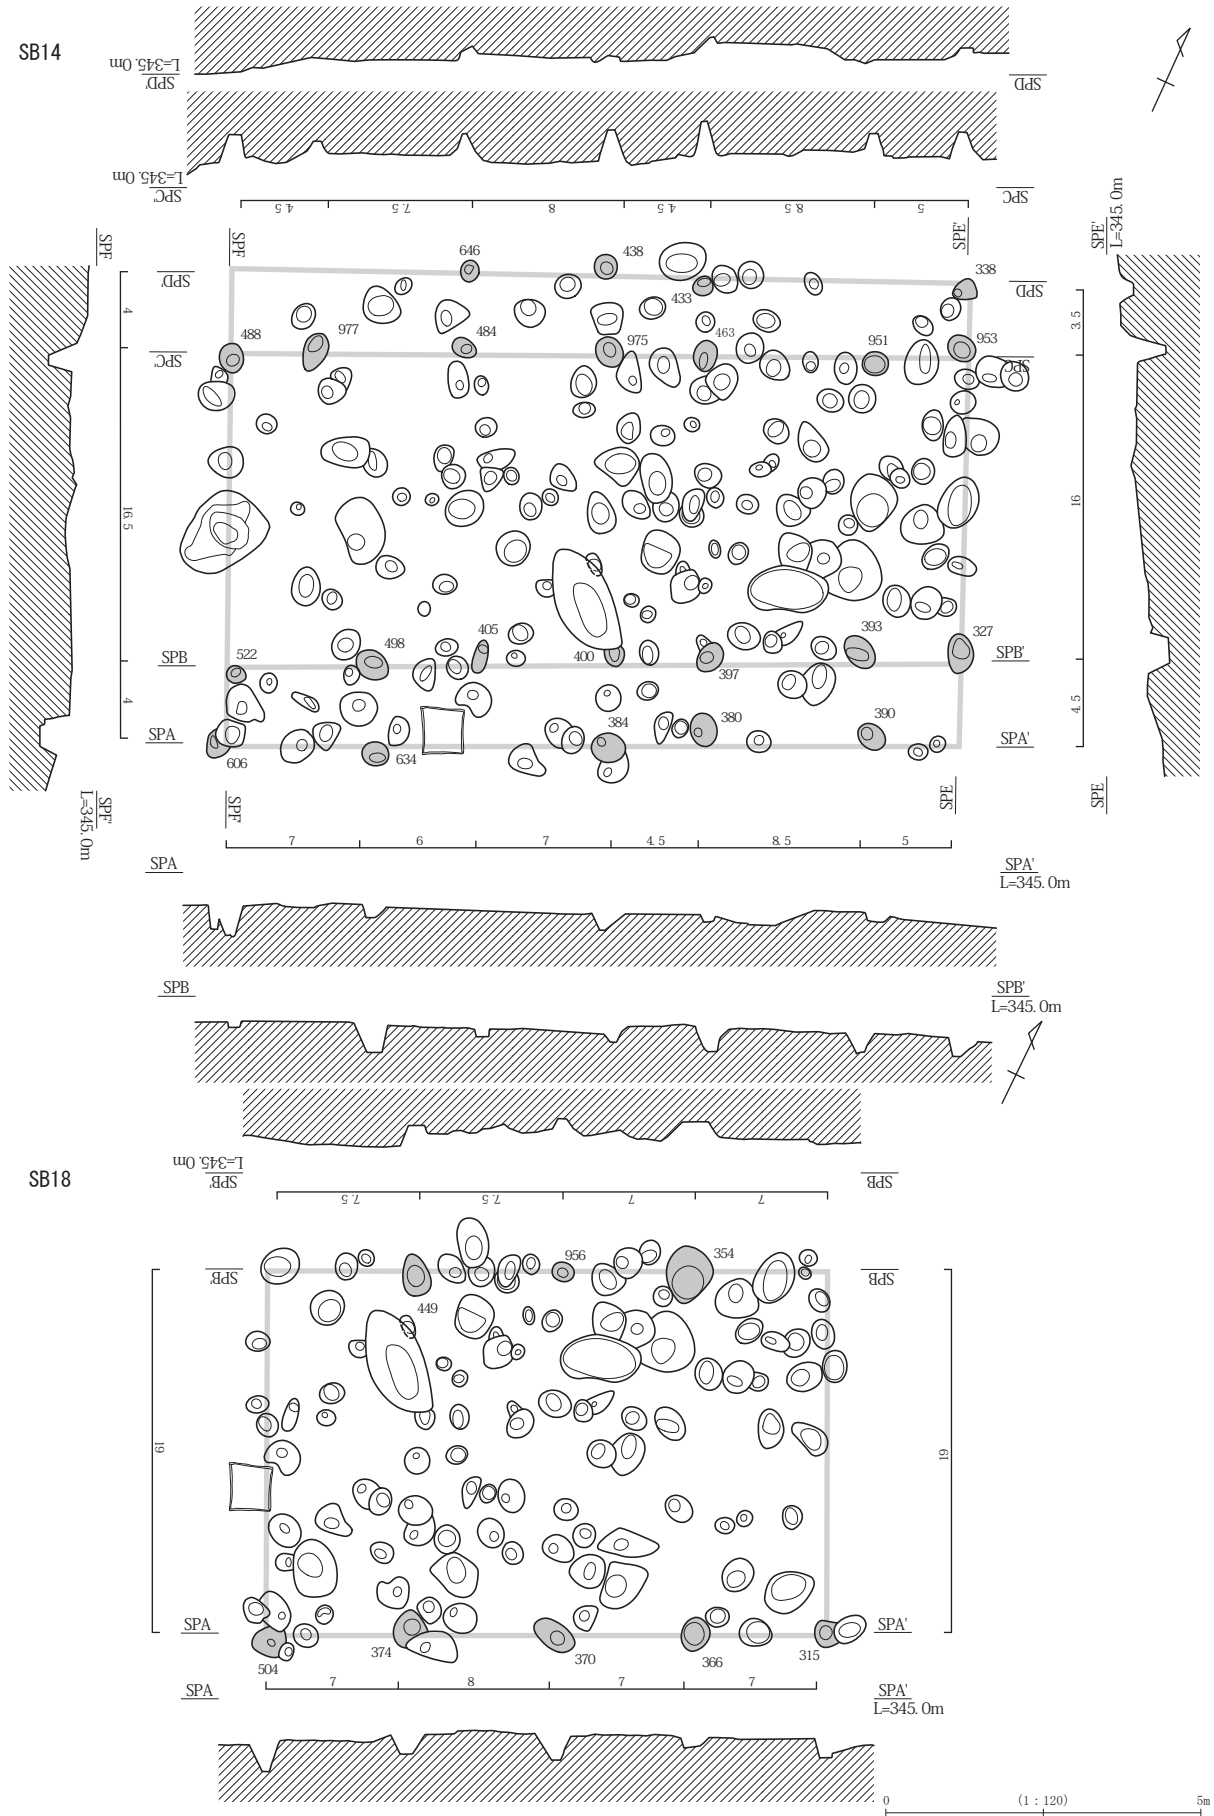 SB14
L=345.0m
SPD'
SPD
L=345.0m
SPC'
SPC
4.5
7.5
8
4.5
8.5
5
SPF
SPF
SPE'
SPE'
L=345.0m
646
438
338
SPD'
433
SPD
4
3.5
488
977
484
975
463
951
953
SPC'
SPC
16.5
16
522
498
405
400
397
393
327
SPB
SPB'
4
4.5
SPA
606
634
384
380
390
SPA'
SPF'
L=345.0m
SPF'
SPE
SPE
7
6
7
4.5
8.5
5
SPA
SPA'
L=345.0m
SPB
SPB'
L=345.0m
SB18
L=345.0m
SPB'
SPB
7.5
7.5
7
7
SPB'
449
956
354
SPB
19
19
SPA
504
374
370
366
315
SPA'
7
8
7
7
SPA
SPA'
L=345.0m
0
(1：120)
5m